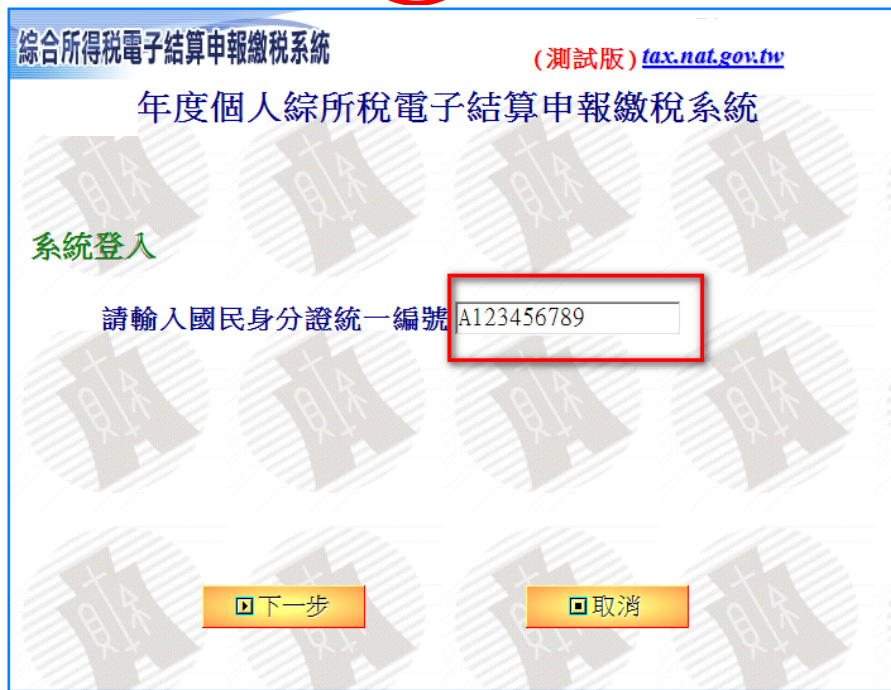 綜合所得稅電子結算申報繳稅系統
(測試版) tax.nat.gov.tw
年度個人綜所稅電子結算申報繳稅系統
系統登入
請輸入國民身分證統一編號 A123456789
下一步 取消